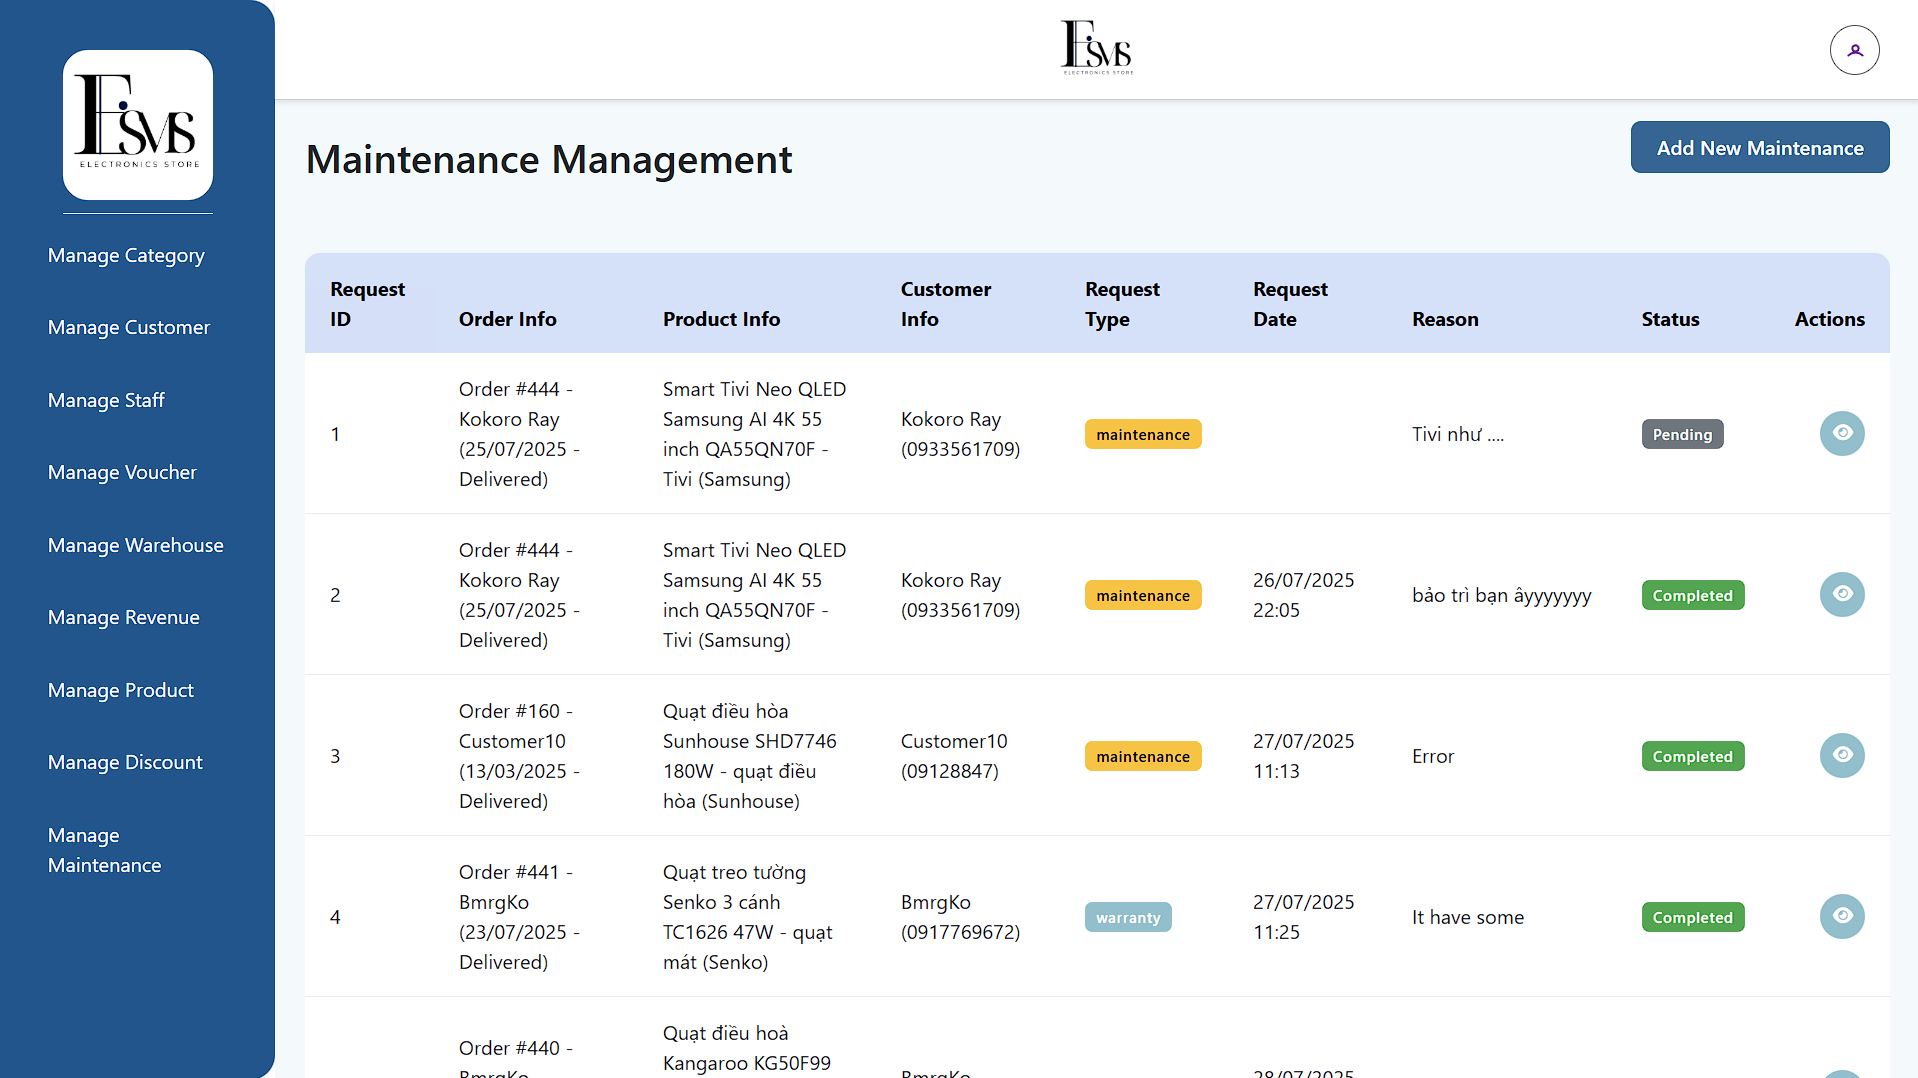 ESVS
ELECTRONICS STORE
ESVS
ELECTRONICS STORE
Manage Category
Manage Customer
Manage Staff
Manage Voucher
Manage Warehouse
Manage Revenue
Manage Product
Manage Discount
Manage
Maintenance
Maintenance Management
Add New Maintenance
Request
ID
Order Info
Product Info
Customer
Info
Request
Type
Request
Date
Reason
Status
Actions
1
Order #444 -
Kokoro Ray
(25/07/2025 -
Delivered)
Smart Tivi Neo QLED
Samsung AI 4K 55
inch QA55QN70F -
Tivi (Samsung)
Kokoro Ray
(0933561709)
maintenance
Tivi như ....
Pending
2
Order #444 -
Kokoro Ray
(25/07/2025 -
Delivered)
Smart Tivi Neo QLED
Samsung AI 4K 55
inch QA55QN70F -
Tivi (Samsung)
Kokoro Ray
(0933561709)
maintenance
26/07/2025
22:05
bảo trì bạn âyyyyyyy
Completed
3
Order #160 -
Customer10
(13/03/2025 -
Delivered)
Quạt điều hòa
Sunhouse SHD7746
180W - quạt điều
hòa (Sunhouse)
Customer10
(09128847)
maintenance
27/07/2025
11:13
Error
Completed
4
Order #441 -
BmrgKo
(23/07/2025 -
Delivered)
Quạt treo tường
Senko 3 cánh
TC1626 47W - quạt
mát (Senko)
BmrgKo
(0917769672)
warranty
27/07/2025
11:25
It have some
Completed
Order #440 -
BmrgKo
Quạt điều hoà
Kangaroo KG50F99
BmrgKo
28/07/2025